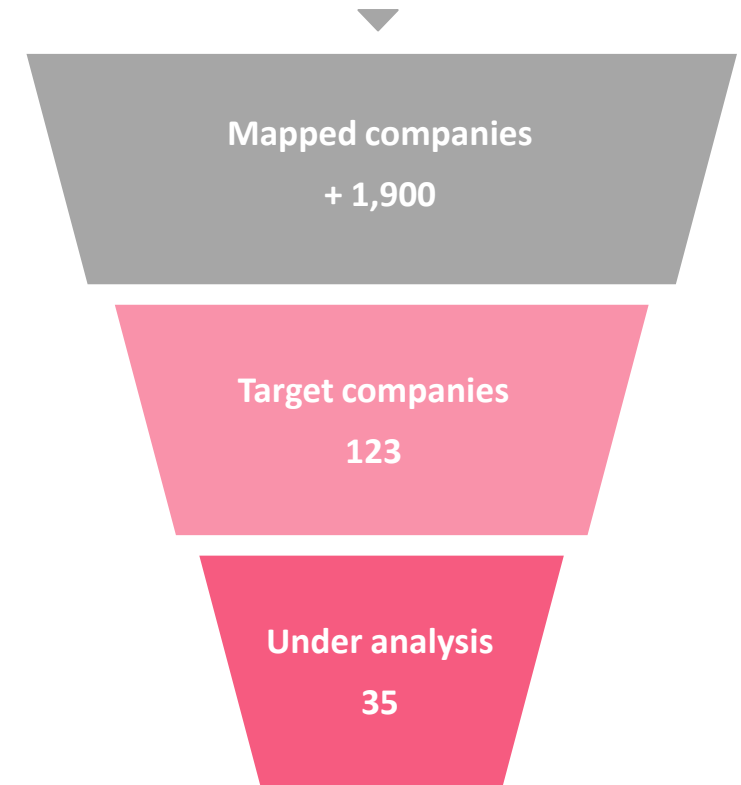 Mapped companies
+ 1,900
Target companies
123
Under analysis
35